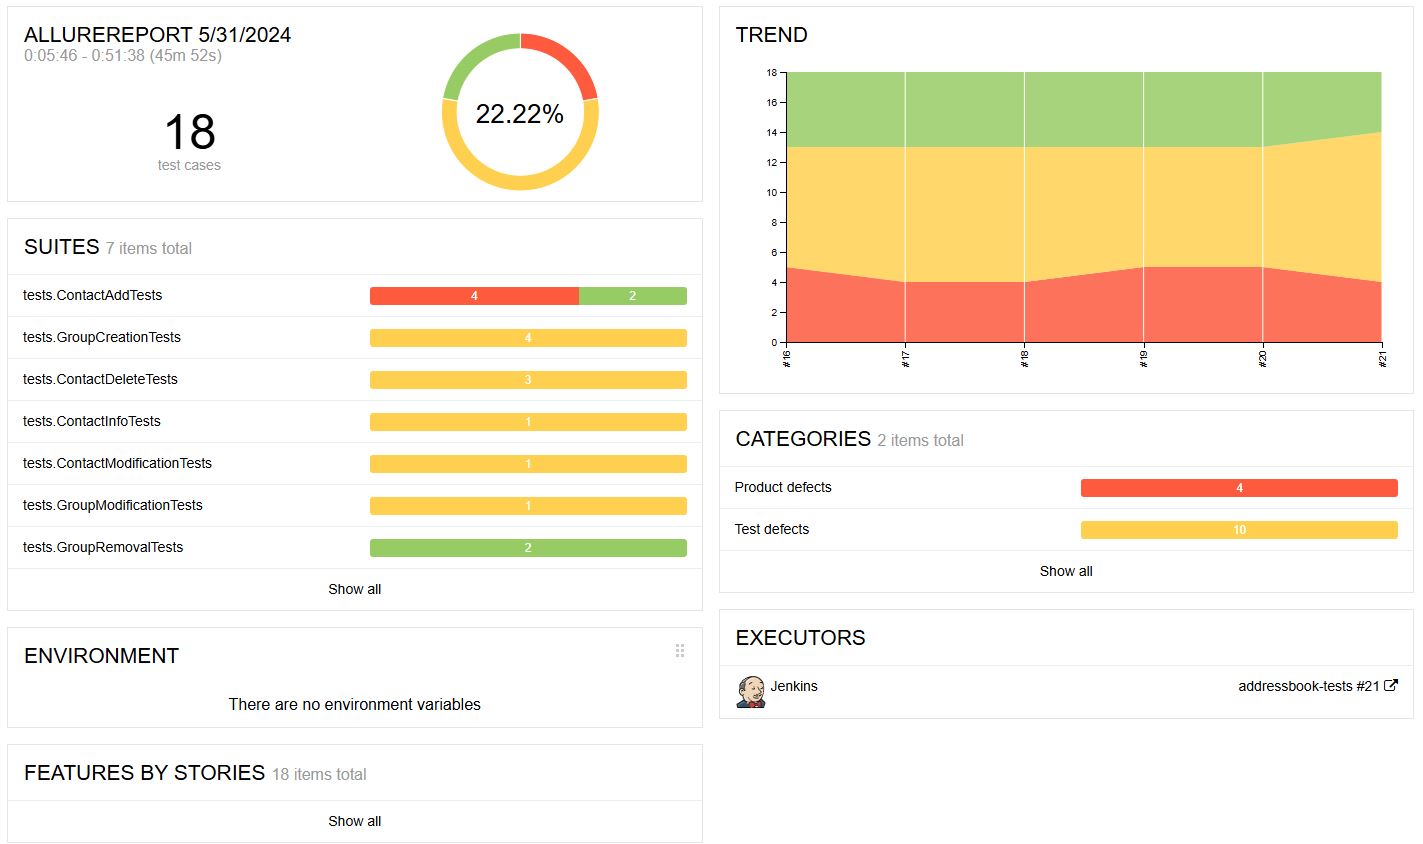 ALLUREREPORT 5/31/2024
0:05:46 - 0:51:38 (45m 52s)
18
test cases
22.22%
SUITES 7 items total
tests.ContactAddTests 4 2
tests.GroupCreationTests 4
tests.ContactDeleteTests 3
tests.ContactInfoTests 1
tests.ContactModificationTests 1
tests.GroupModificationTests 1
tests.GroupRemovalTests 2
Show all
ENVIRONMENT
There are no environment variables
FEATURES BY STORIES 18 items total
Show all
TREND
18
16
14
12
10
8
6
4
2
0
#16 #17 #18 #19 #20 #21
CATEGORIES 2 items total
Product defects 4
Test defects 10
Show all
EXECUTORS
Jenkins addressbook-tests #21